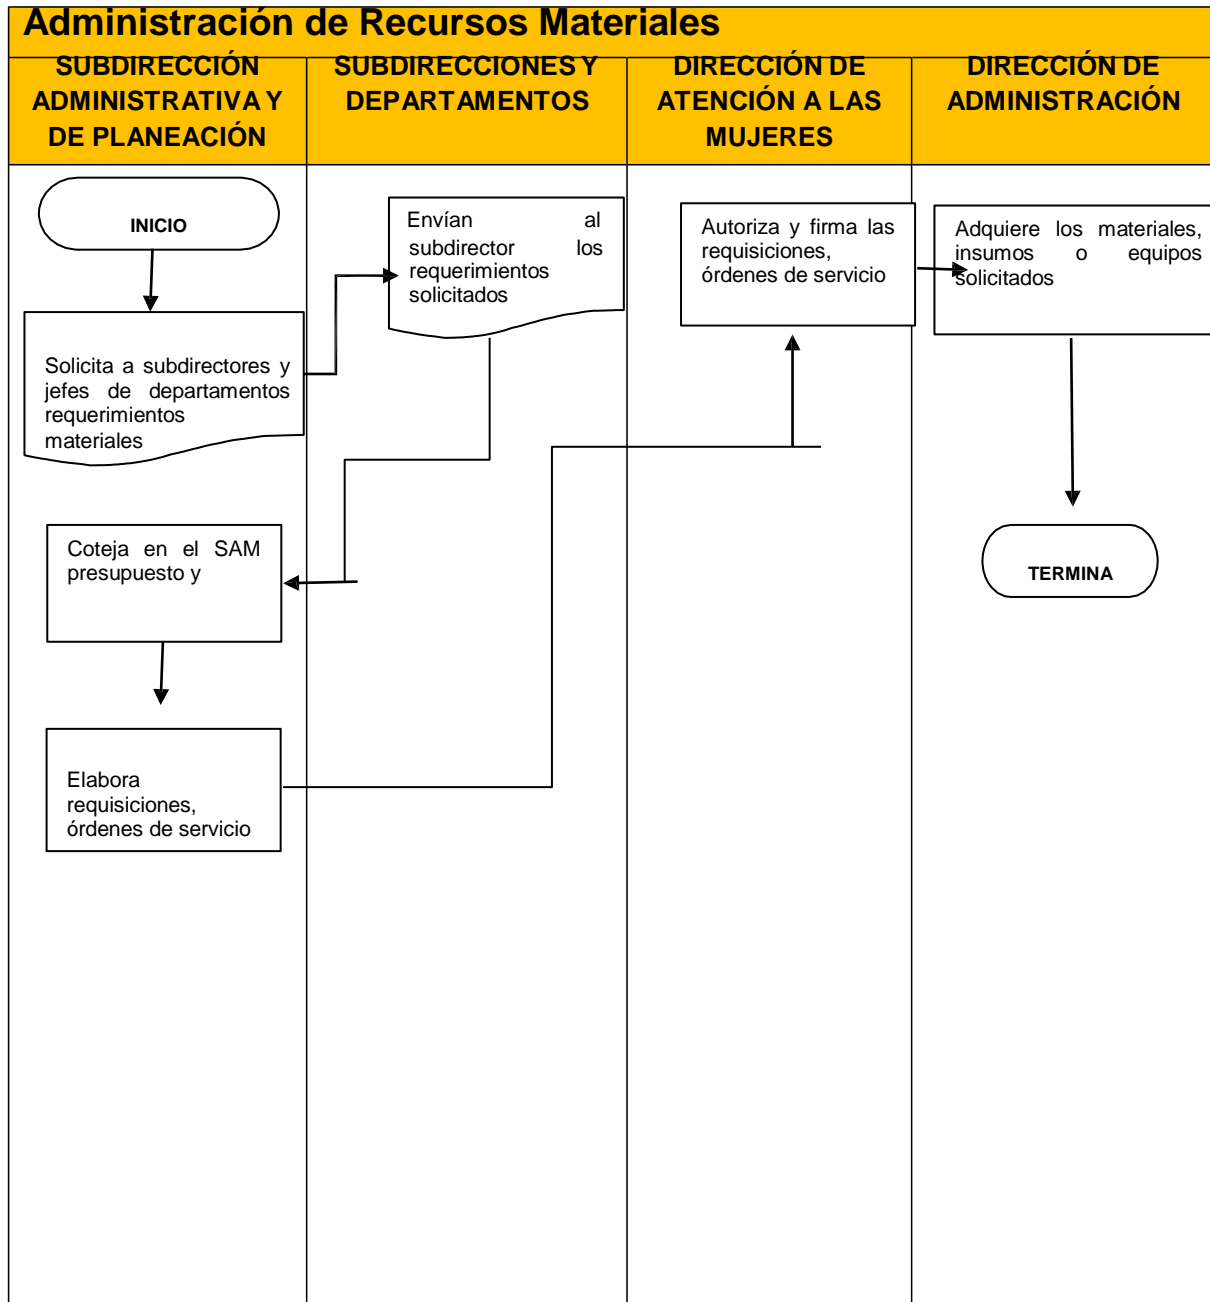 Administración de Recursos Materiales
SUBDIRECCIÓN
ADMINISTRATIVA Y
DE PLANEACIÓN
SUBDIRECCIONES Y
DEPARTAMENTOS
DIRECCIÓN DE
ATENCIÓN A LAS
MUJERES
DIRECCIÓN DE
ADMINISTRACIÓN
INICIO
Solicita a subdirectores y
jefes de departamentos
requerimientos
materiales
Envían al
subdirector los
requerimientos
solicitados
Coteja en el SAM
presupuesto y
Elabora
requisiciones,
órdenes de servicio
Autoriza y firma las
requisiciones,
órdenes de servicio
Adquiere los materiales,
insumos o equipos
solicitados
TERMINA